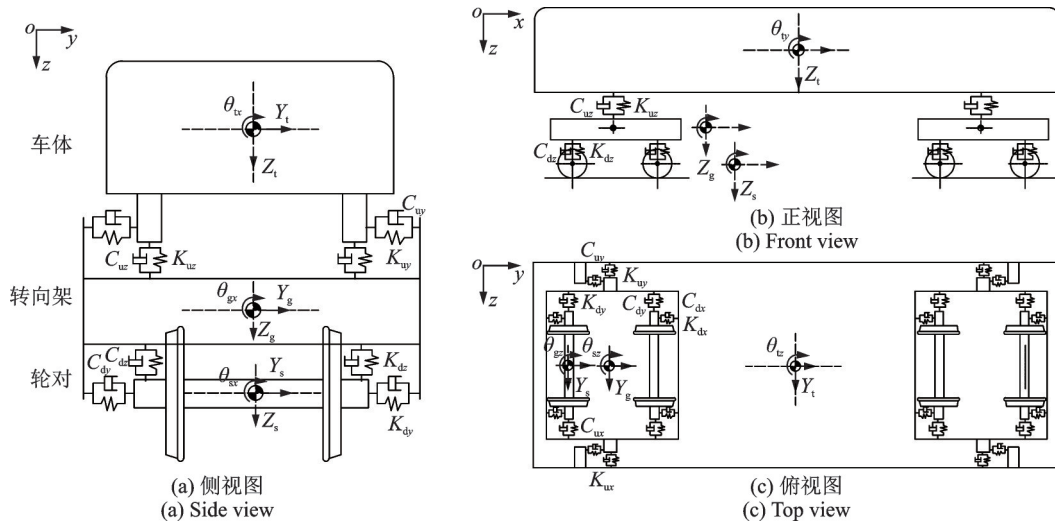 o
y
z
θtx
Yt
Zt
车体
Cuy
Cuz
Kuz
Kuy
转向架
θgx
Yg
Zg
轮对
Cdy
Cdz
Ys
θsx
Zs
Kdz
Kdy
(a) 侧视图
(a) Side view
o
x
z
θty
Zt
Cuz
Kuz
Cdz
Kdz
Zg
Zs
(b) 正视图
(b) Front view
o
y
z
Cuy
Kuy
Kdy
Cdy
Cdx
Kdx
θgz
θsz
Ys
Yg
θtz
Yt
Cux
Kux
(c) 俯视图
(c) Top view